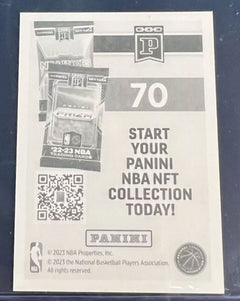 P
PRIZM
'22-23 NBA
70
START
YOUR
PANINI
NBA NFT
COLLECTION
TODAY!
PANINI
© 2023 NBA Properties, Inc.
© 2023 the National Basketball Players Association.
All rights reserved.